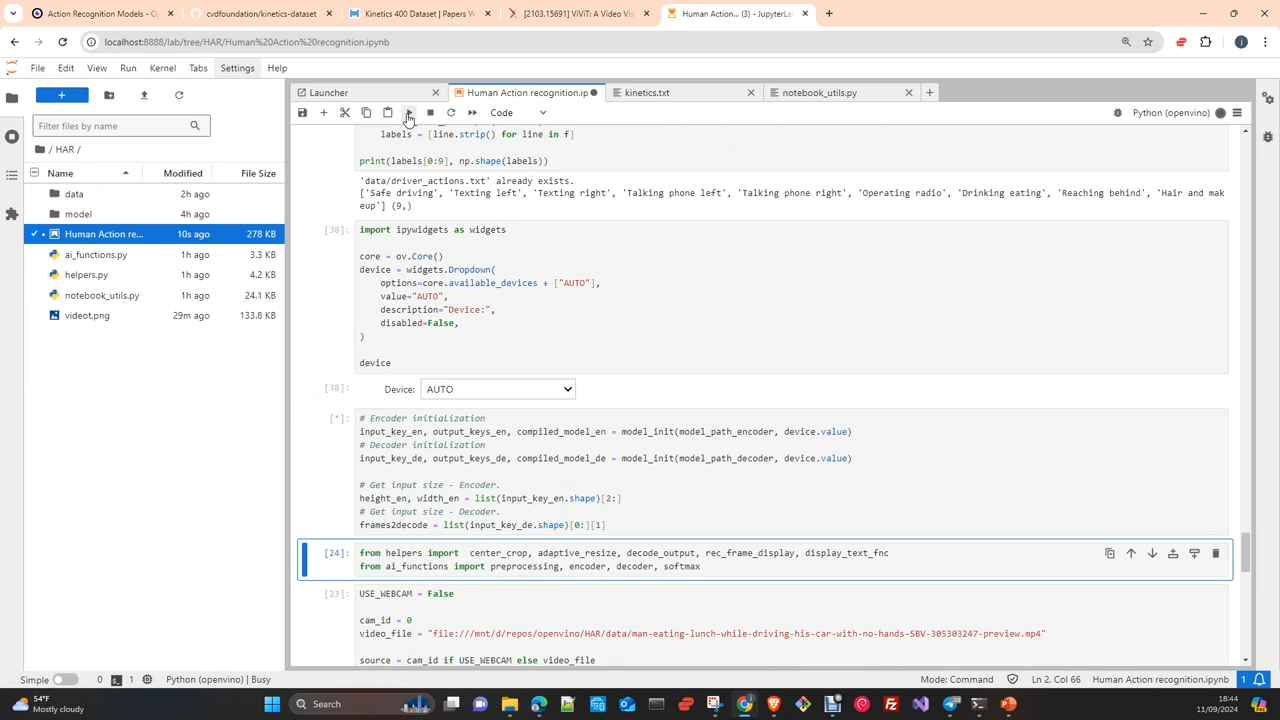 Action Recognition Models - Op
cvdfoundation/kinetics-dataset
Kinetics 400 Dataset | Papers W
[2103.15691] ViViT: A Video Vis
Human Action... (3) - JupyterLa
localhost:8888/lab/tree/HAR/Human%20Action%20recognition.ipynb
File Edit View Run Kernel Tabs Settings Help
Filter files by name
/ HAR /
Name Modified File Size
data 2h ago
model 4h ago
Human Action re... 10s ago 278 KB
ai_functions.py 1h ago 3.3 KB
helpers.py 1h ago 4.2 KB
notebook_utils.py 1h ago 24.1 KB
videot.png 29m ago 133.8 KB
Launcher Human Action recognition.ip kinetics.txt notebook_utils.py
Code Python (openvino)
labels = [line.strip() for line in f]
print(labels[0:9], np.shape(labels))
'data/driver_actions.txt' already exists.
['Safe driving', 'Texting left', 'Texting right', 'Talking phone left', 'Talking phone right', 'Operating radio', 'Drinking eating', 'Reaching behind', 'Hair and mak
eup'] (9,)
[38]: import ipywidgets as widgets
core = ov.Core()
device = widgets.Dropdown(
options=core.available_devices + ["AUTO"],
value="AUTO",
description="Device:",
disabled=False,
)
device
[38]: Device: AUTO
[*]: # Encoder initialization
input_key_en, output_keys_en, compiled_model_en = model_init(model_path_encoder, device.value)
# Decoder initialization
input_key_de, output_keys_de, compiled_model_de = model_init(model_path_decoder, device.value)
# Get input size - Encoder.
height_en, width_en = list(input_key_en.shape)[2:]
# Get input size - Decoder.
frames2decode = list(input_key_de.shape)[0:][1]
[24]: from helpers import  center_crop, adaptive_resize, decode_output, rec_frame_display, display_text_fnc
from ai_functions import preprocessing, encoder, decoder, softmax
[23]: USE_WEBCAM = False
cam_id = 0
video_file = "file:///mnt/d/repos/openvino/HAR/data/man-eating-lunch-while-driving-his-car-with-no-hands-SBV-305303247-preview.mp4"
source = cam_id if USE_WEBCAM else video_file
Simple 0 1 Python (openvino) | Busy Mode: Command Ln 2, Col 66 Human Action recognition.ipynb 1
54°F
Mostly cloudy
Search
18:44
11/09/2024